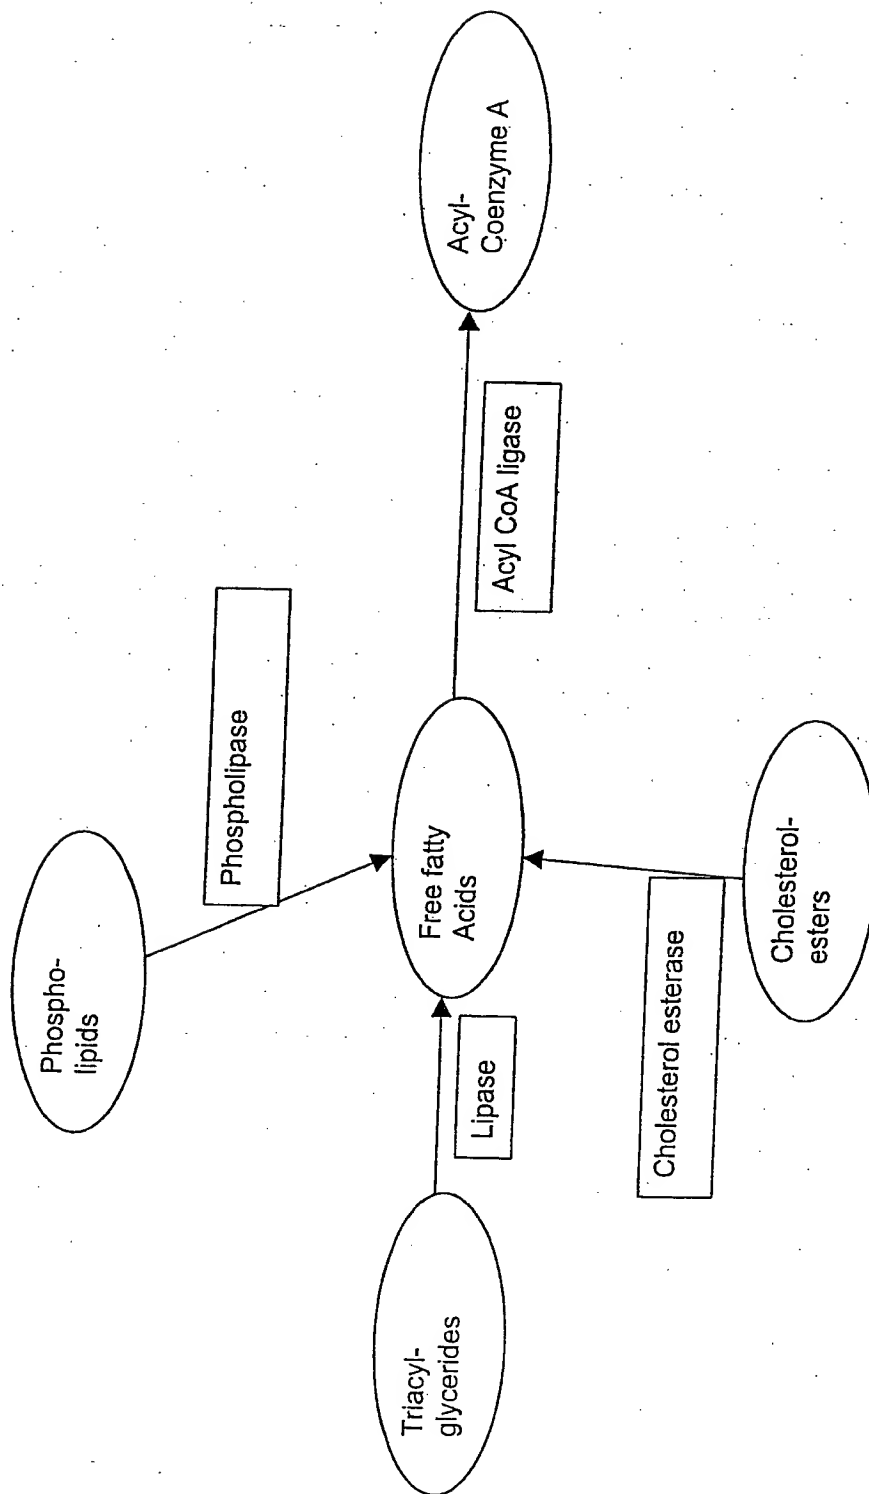 Phospho-
lipids
Phospholipase
Triacyl-
glycerides
Lipase
Free fatty
Acids
Acyl CoA ligase
Acyl-
Coenzyme A
Cholesterol esterase
Cholesterol-
esters